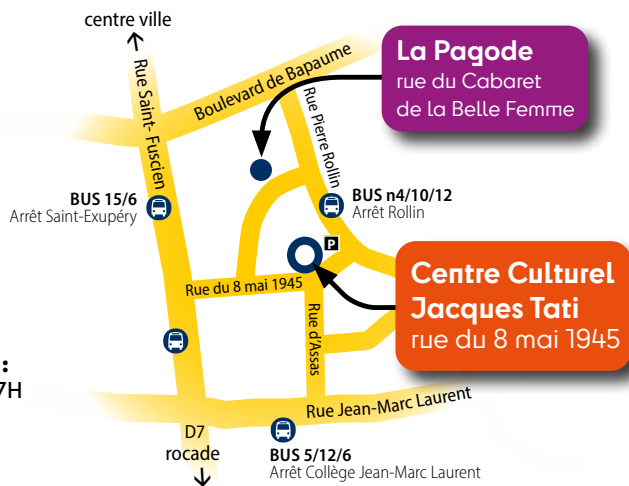 centre ville
Rue Saint- Fuscien
Boulevard de Bapaume
Rue Pierre Rollin
La Pagode
rue du Cabaret
de la Belle Femme
BUS 15/6
Arrêt Saint-Exupéry
BUS n4/10/12
Arrêt Rollin
P
Centre Culturel
Jacques Tati
rue du 8 mai 1945
Rue du 8 mai 1945
Rue d'Assas
:
7H
Rue Jean-Marc Laurent
D7
rocade
BUS 5/12/6
Arrêt Collège Jean-Marc Laurent